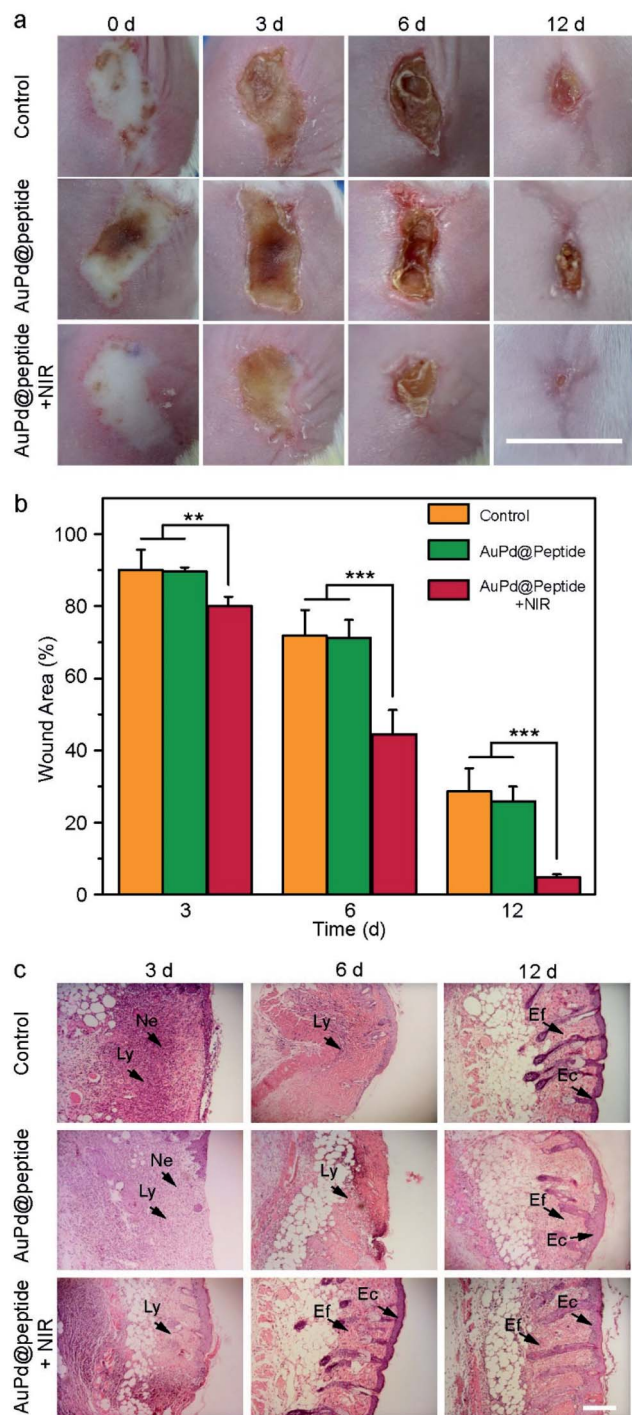 a
0 d 3 d 6 d 12 d
Control
AuPd@peptide
AuPd@peptide
+NIR
b
Wound Area (%)
100
80
60
40
20
0
**
***
***
Control
AuPd@Peptide
AuPd@Peptide
+NIR
3 6 12
Time (d)
c
3 d 6 d 12 d
Control
Ne
Ly
Ly
Ef
Ec
AuPd@peptide
Ne
Ly
Ly
Ef
Ec
AuPd@peptide
+ NIR
Ly
Ef
Ec
Ef
Ec